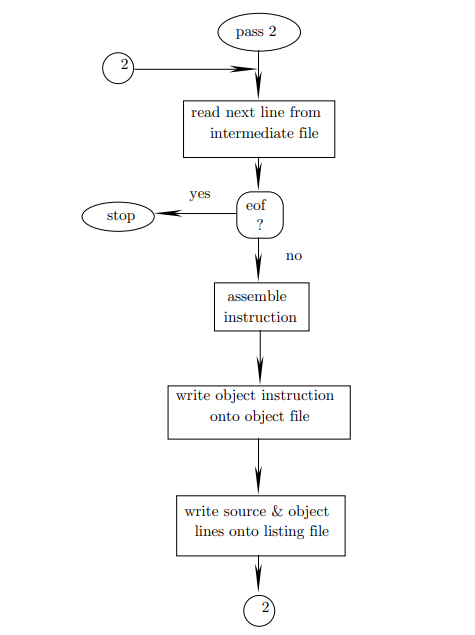 pass 2
2
read next line from
intermediate file
yes
eof
?
stop
no
assemble
instruction
write object instruction
onto object file
write source & object
lines onto listing file
2